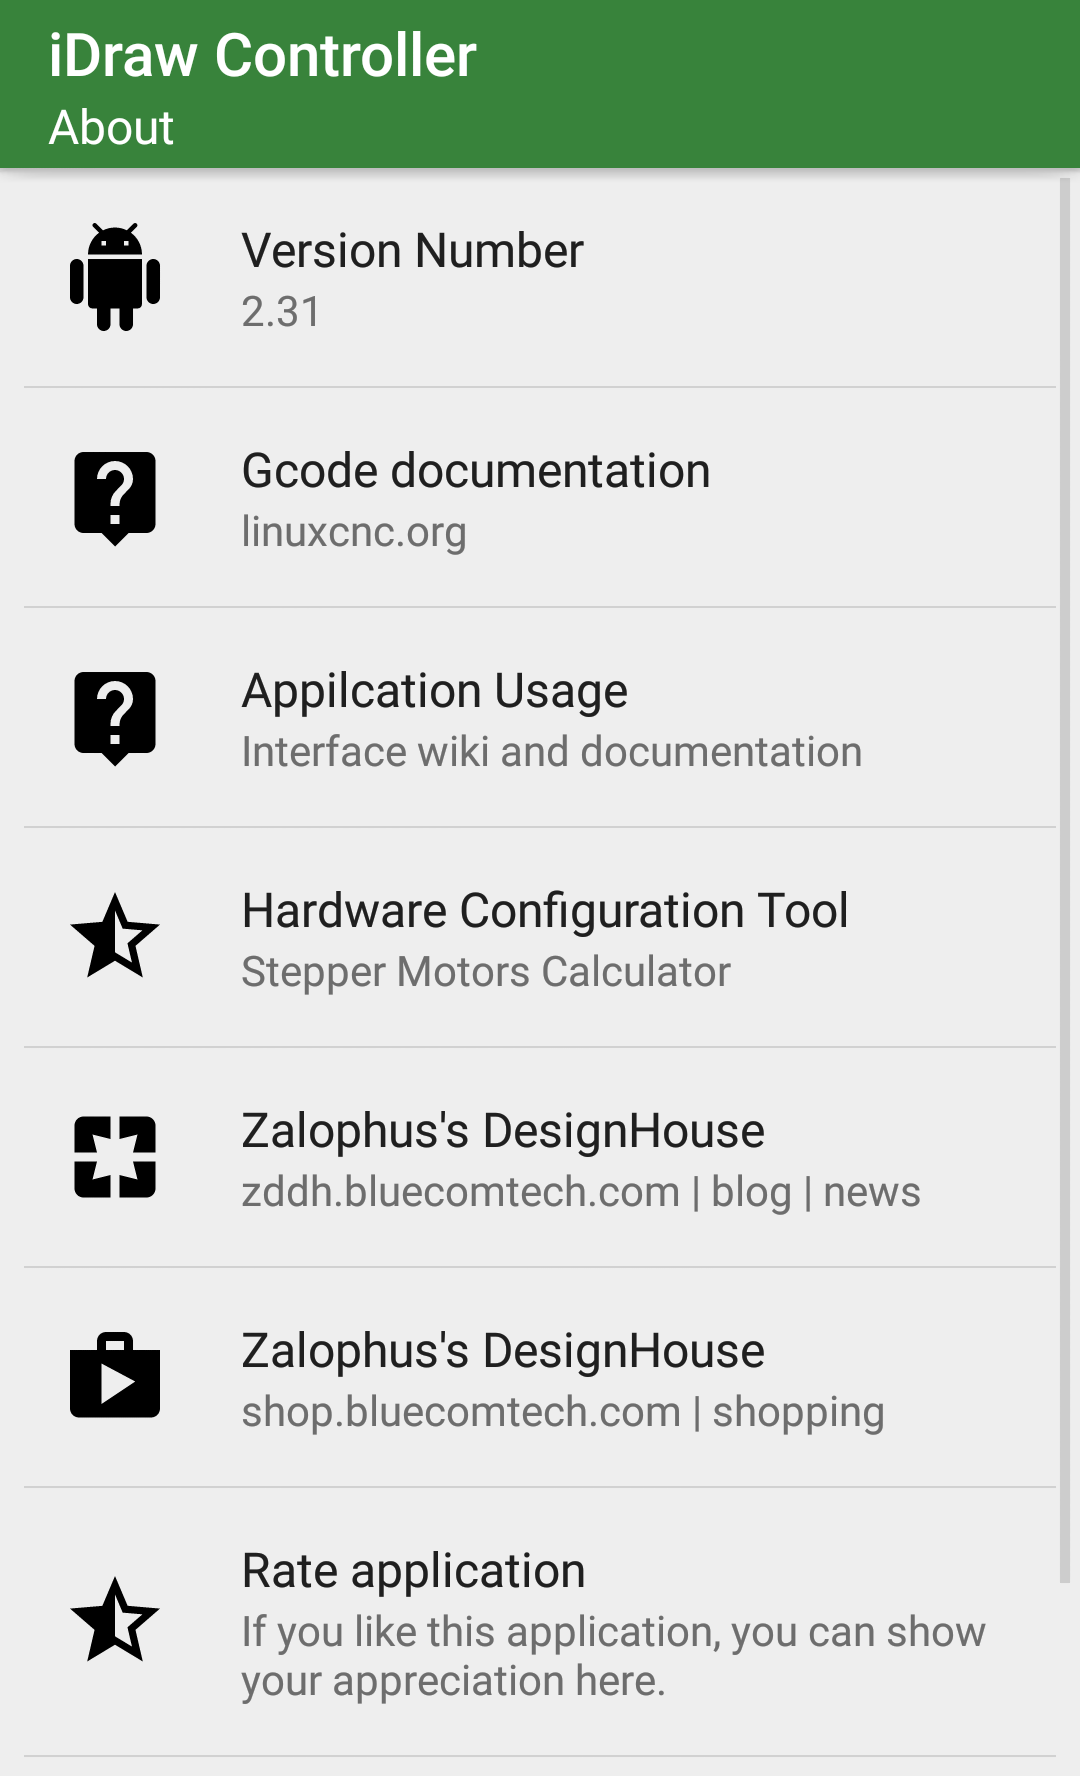 iDraw Controller
About
Version Number
2.31
Gcode documentation
linuxcnc.org
Appilcation Usage
Interface wiki and documentation
Hardware Configuration Tool
Stepper Motors Calculator
Zalophus's DesignHouse
zddh.bluecomtech.com | blog | news
Zalophus's DesignHouse
shop.bluecomtech.com | shopping
Rate application
If you like this application, you can show
your appreciation here.